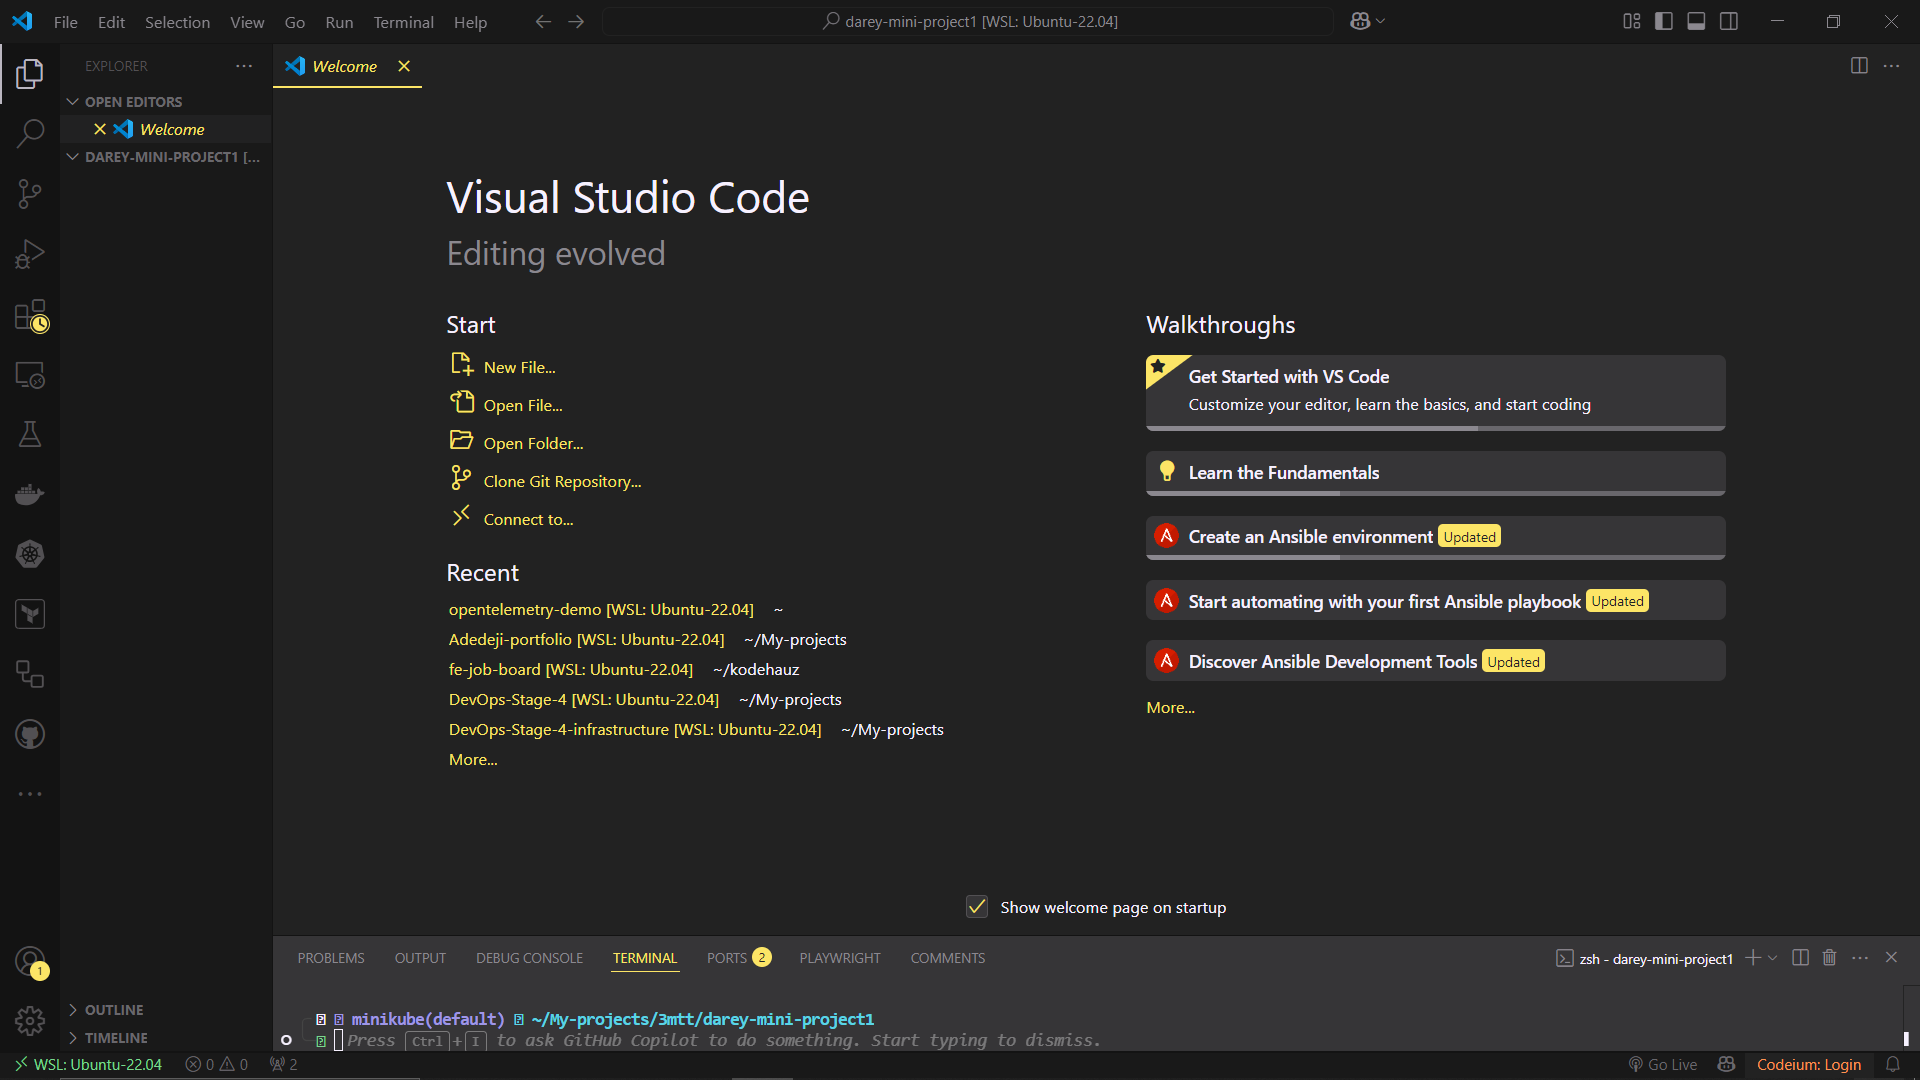 File Edit Selection View Go Run Terminal Help
darey-mini-project1 [WSL: Ubuntu-22.04]
EXPLORER
OPEN EDITORS
Welcome
DAREY-MINI-PROJECT1 [...
OUTLINE
TIMELINE
1
Welcome
Visual Studio Code
Editing evolved
Start
New File...
Open File...
Open Folder...
Clone Git Repository...
Connect to...
Recent
opentelemetry-demo [WSL: Ubuntu-22.04] ~
Adedeji-portfolio [WSL: Ubuntu-22.04] ~/My-projects
fe-job-board [WSL: Ubuntu-22.04] ~/kodehauz
DevOps-Stage-4 [WSL: Ubuntu-22.04] ~/My-projects
DevOps-Stage-4-infrastructure [WSL: Ubuntu-22.04] ~/My-projects
More...
Walkthroughs
Get Started with VS Code
Customize your editor, learn the basics, and start coding
Learn the Fundamentals
Create an Ansible environment Updated
Start automating with your first Ansible playbook Updated
Discover Ansible Development Tools Updated
More...
Show welcome page on startup
PROBLEMS OUTPUT DEBUG CONSOLE TERMINAL PORTS 2 PLAYWRIGHT COMMENTS
zsh - darey-mini-project1
minikube(default) ~/My-projects/3mtt/darey-mini-project1
Press Ctrl+I to ask GitHub Copilot to do something. Start typing to dismiss.
WSL: Ubuntu-22.04 0 0 2
Go Live Codeium: Login